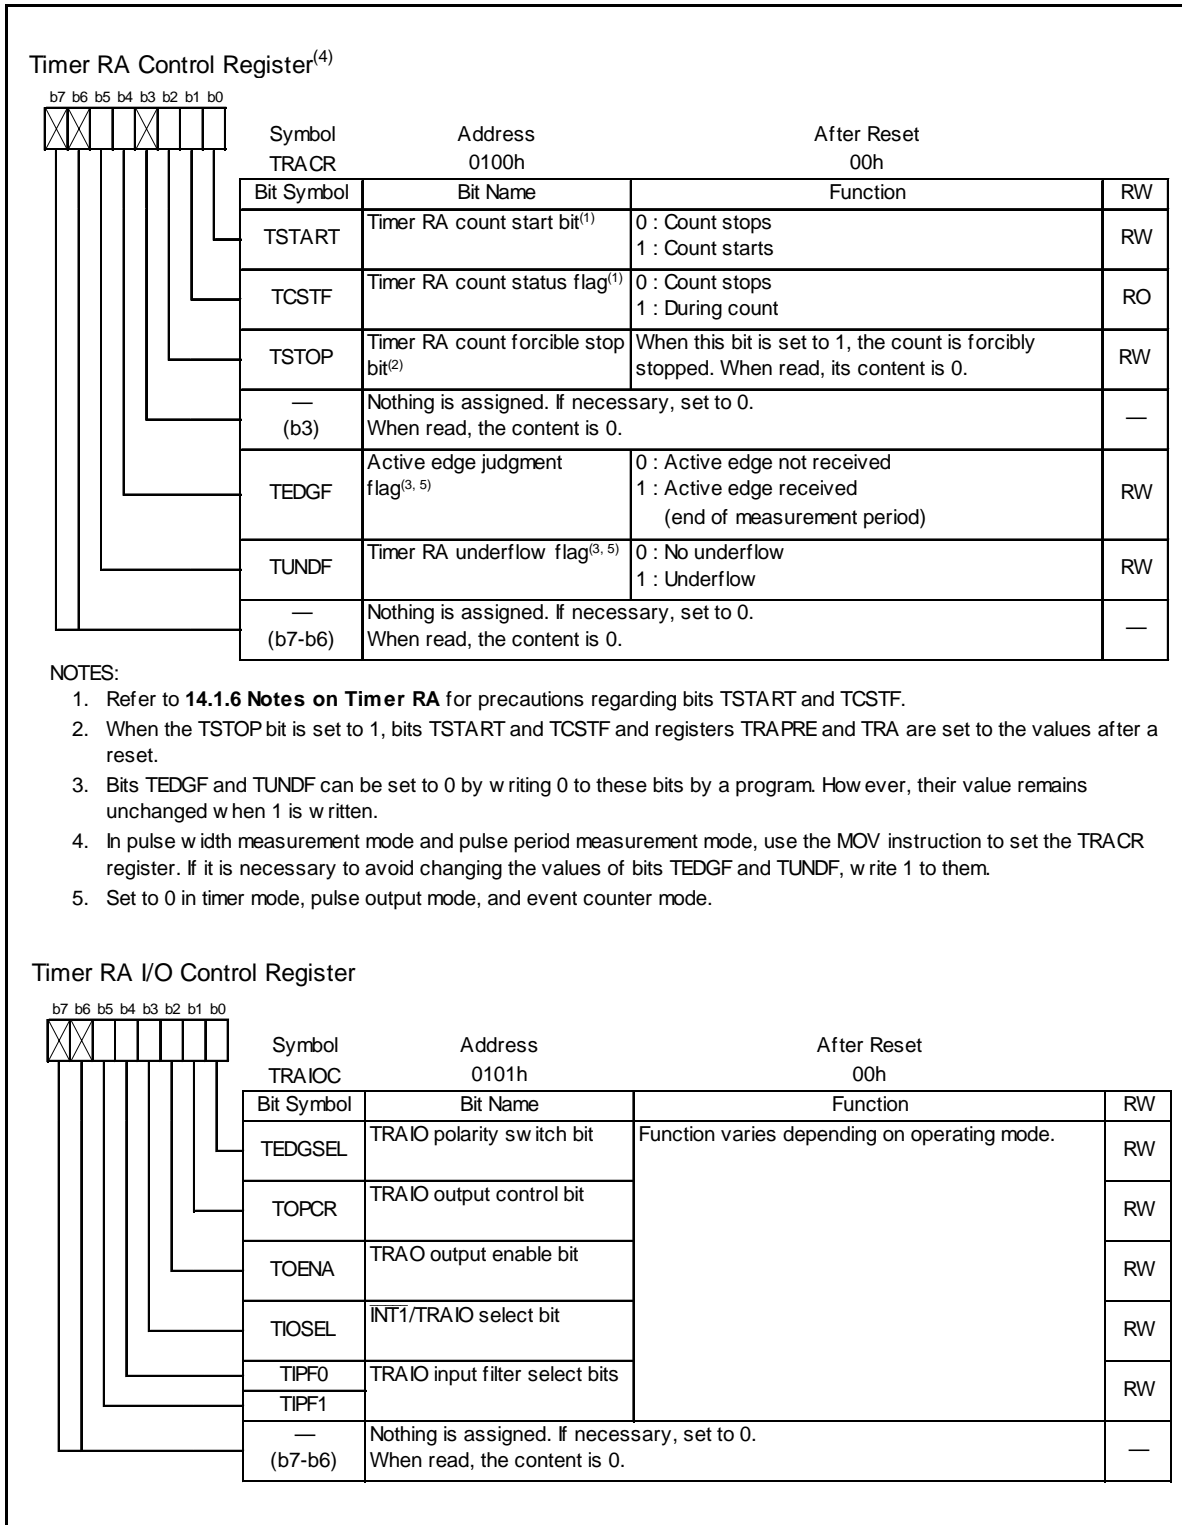 Timer RA Control Register(4)
b7 b6 b5 b4 b3 b2 b1 b0
Symbol Address After Reset
TRACR 0100h 00h
Bit Symbol Bit Name Function RW
TSTART Timer RA count start bit(1) 0 : Count stops
1 : Count starts RW
TCSTF Timer RA count status flag(1) 0 : Count stops
1 : During count RO
TSTOP Timer RA count forcible stop When this bit is set to 1, the count is forcibly
bit(2) stopped. When read, its content is 0. RW
— Nothing is assigned. If necessary, set to 0.
(b3) When read, the content is 0. —
Active edge judgment 0 : Active edge not received
TEDGF flag(3, 5) 1 : Active edge received RW
(end of measurement period)
TUNDF Timer RA underflow flag(3, 5) 0 : No underflow
1 : Underflow RW
— Nothing is assigned. If necessary, set to 0.
(b7-b6) When read, the content is 0. —
NOTES:
1. Refer to 14.1.6 Notes on Timer RA for precautions regarding bits TSTART and TCSTF.
2. When the TSTOP bit is set to 1, bits TSTART and TCSTF and registers TRAPRE and TRA are set to the values after a
reset.
3. Bits TEDGF and TUNDF can be set to 0 by writing 0 to these bits by a program. However, their value remains
unchanged when 1 is written.
4. In pulse width measurement mode and pulse period measurement mode, use the MOV instruction to set the TRACR
register. If it is necessary to avoid changing the values of bits TEDGF and TUNDF, write 1 to them.
5. Set to 0 in timer mode, pulse output mode, and event counter mode.
Timer RA I/O Control Register
b7 b6 b5 b4 b3 b2 b1 b0
Symbol Address After Reset
TRAIOC 0101h 00h
Bit Symbol Bit Name Function RW
TEDGSEL TRAIO polarity switch bit Function varies depending on operating mode. RW
TOPCR TRAIO output control bit RW
TOENA TRAO output enable bit RW
TIOSEL INT1/TRAIO select bit RW
TIPF0 TRAIO input filter select bits RW
TIPF1
— Nothing is assigned. If necessary, set to 0.
(b7-b6) When read, the content is 0. —